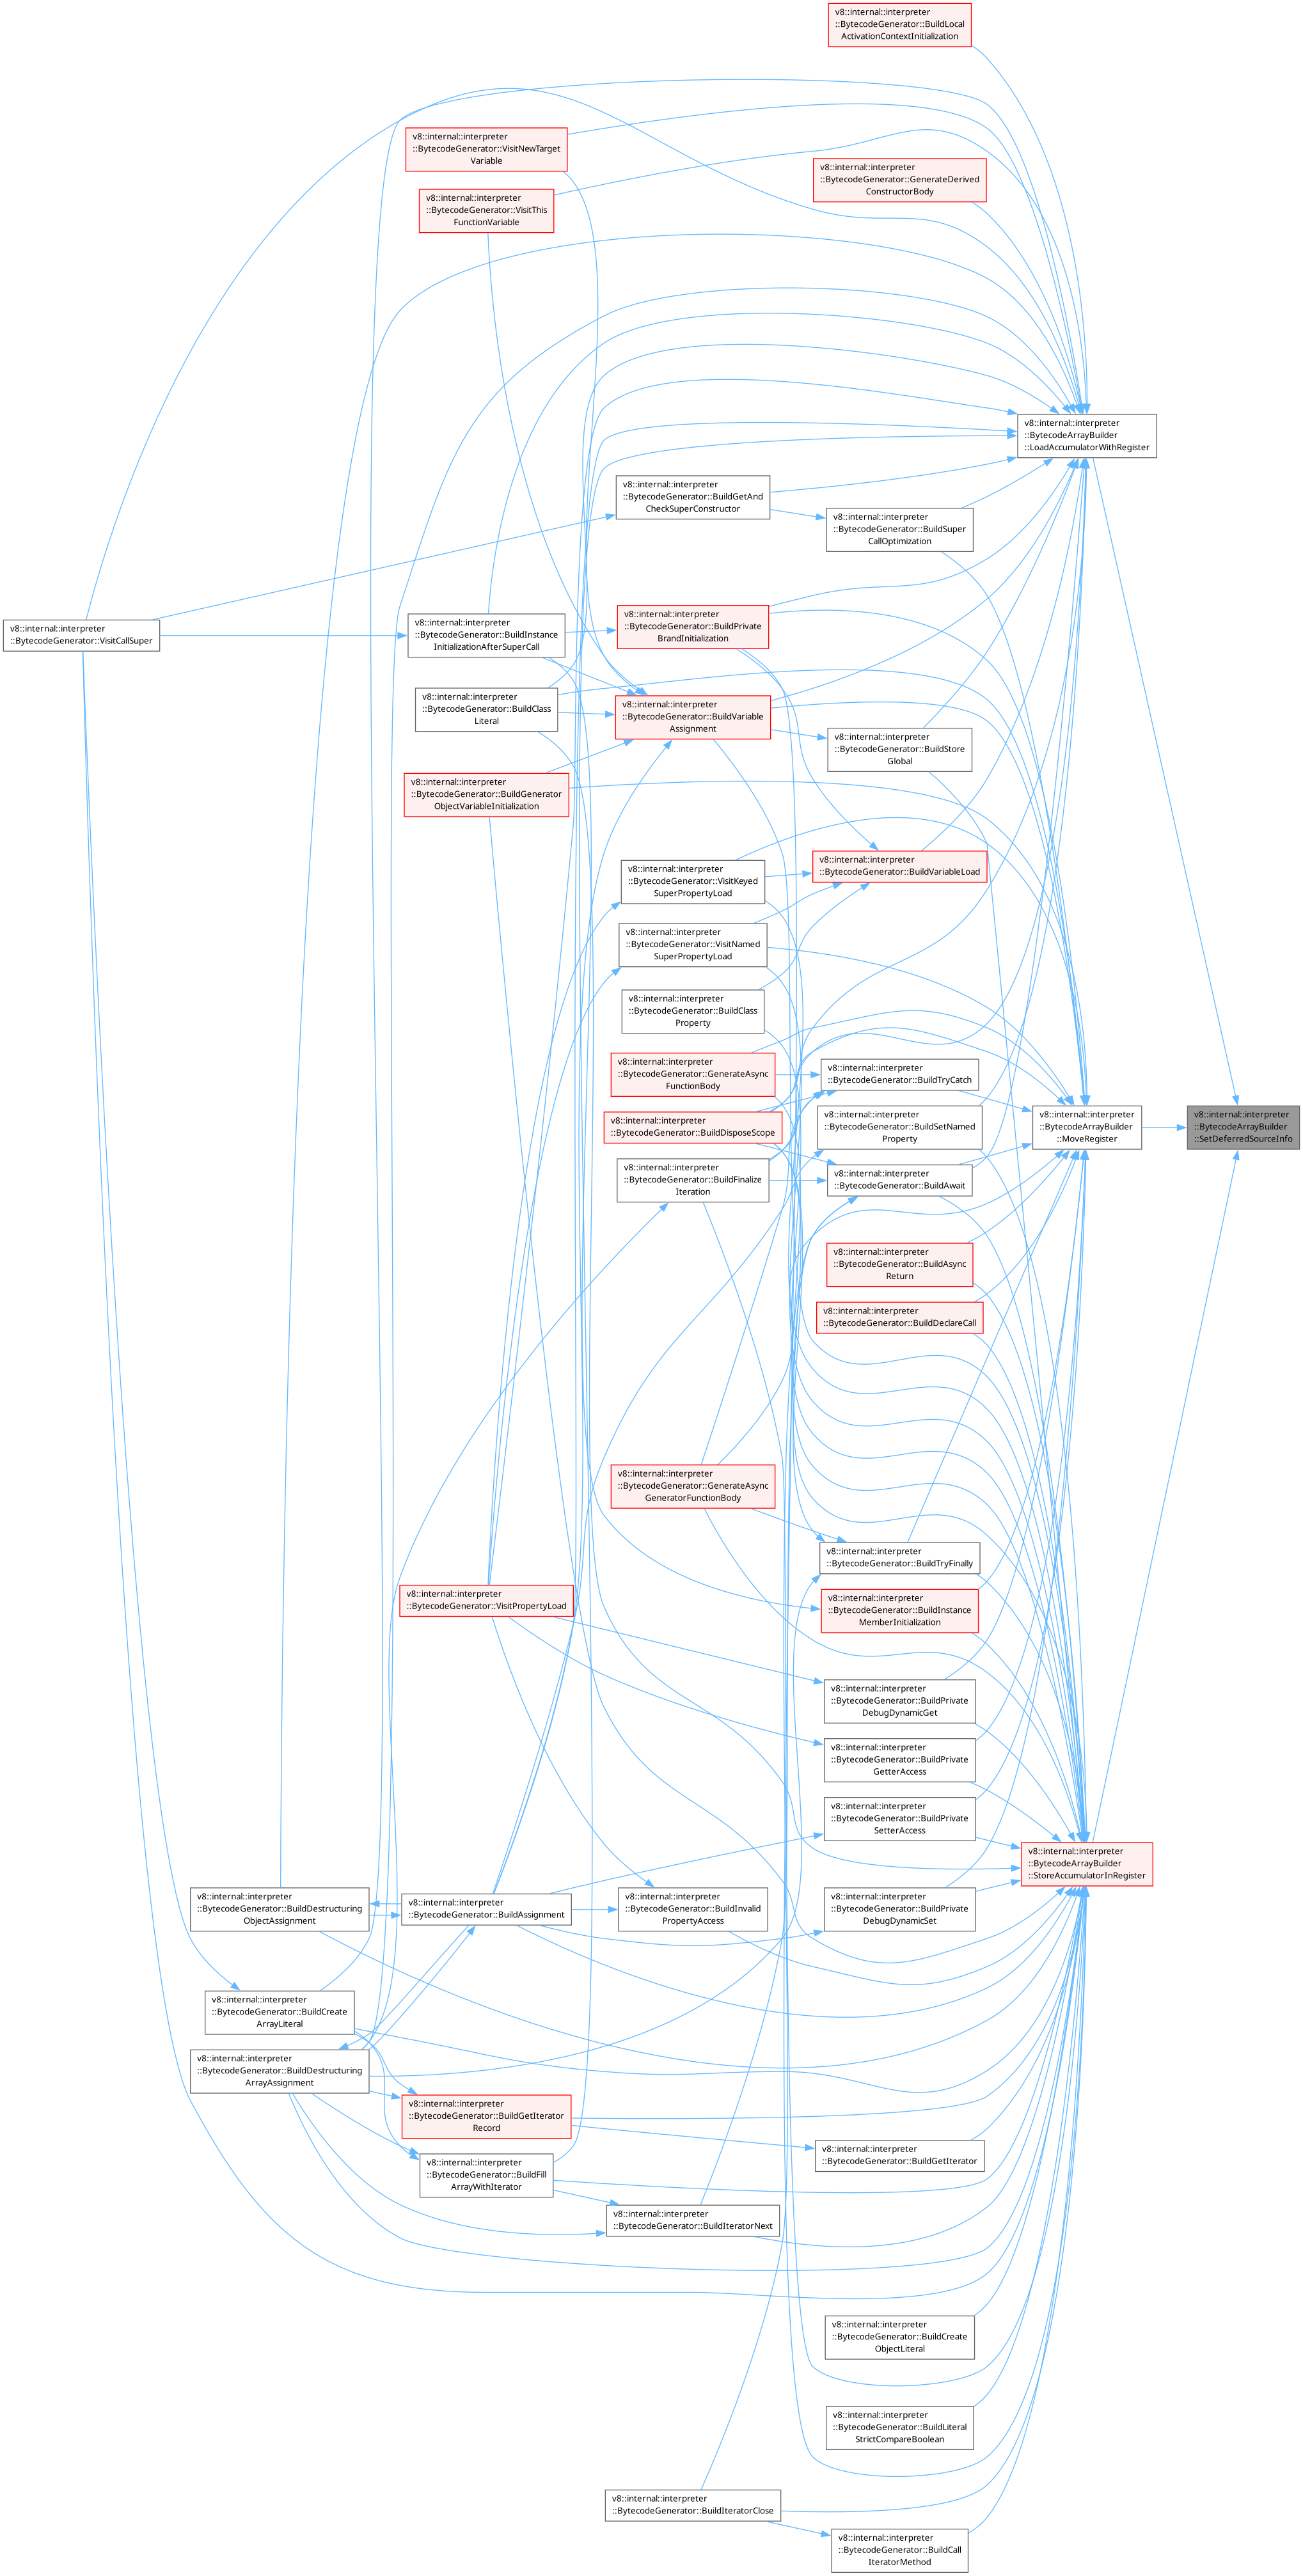 v8::internal::interpreter
::BytecodeGenerator::BuildLocal
ActivationContextInitialization
v8::internal::interpreter
::BytecodeGenerator::VisitNewTarget
Variable
v8::internal::interpreter
::BytecodeGenerator::GenerateDerived
ConstructorBody
v8::internal::interpreter
::BytecodeGenerator::VisitThis
FunctionVariable
v8::internal::interpreter
::BytecodeArrayBuilder
::LoadAccumulatorWithRegister
v8::internal::interpreter
::BytecodeGenerator::BuildGetAnd
CheckSuperConstructor
v8::internal::interpreter
::BytecodeGenerator::BuildSuper
CallOptimization
v8::internal::interpreter
::BytecodeGenerator::VisitCallSuper
v8::internal::interpreter
::BytecodeGenerator::BuildInstance
InitializationAfterSuperCall
v8::internal::interpreter
::BytecodeGenerator::BuildPrivate
BrandInitialization
v8::internal::interpreter
::BytecodeGenerator::BuildClass
Literal
v8::internal::interpreter
::BytecodeGenerator::BuildVariable
Assignment
v8::internal::interpreter
::BytecodeGenerator::BuildStore
Global
v8::internal::interpreter
::BytecodeGenerator::BuildGenerator
ObjectVariableInitialization
v8::internal::interpreter
::BytecodeGenerator::VisitKeyed
SuperPropertyLoad
v8::internal::interpreter
::BytecodeGenerator::BuildVariableLoad
v8::internal::interpreter
::BytecodeGenerator::VisitNamed
SuperPropertyLoad
v8::internal::interpreter
::BytecodeGenerator::BuildClass
Property
v8::internal::interpreter
::BytecodeGenerator::GenerateAsync
FunctionBody
v8::internal::interpreter
::BytecodeGenerator::BuildTryCatch
v8::internal::interpreter
::BytecodeGenerator::BuildDisposeScope
v8::internal::interpreter
::BytecodeGenerator::BuildSetNamed
Property
v8::internal::interpreter
::BytecodeArrayBuilder
::MoveRegister
v8::internal::interpreter
::BytecodeArrayBuilder
::SetDeferredSourceInfo
v8::internal::interpreter
::BytecodeGenerator::BuildFinalize
Iteration
v8::internal::interpreter
::BytecodeGenerator::BuildAwait
v8::internal::interpreter
::BytecodeGenerator::BuildAsync
Return
v8::internal::interpreter
::BytecodeGenerator::BuildDeclareCall
v8::internal::interpreter
::BytecodeGenerator::GenerateAsync
GeneratorFunctionBody
v8::internal::interpreter
::BytecodeGenerator::BuildTryFinally
v8::internal::interpreter
::BytecodeGenerator::VisitPropertyLoad
v8::internal::interpreter
::BytecodeGenerator::BuildInstance
MemberInitialization
v8::internal::interpreter
::BytecodeGenerator::BuildPrivate
DebugDynamicGet
v8::internal::interpreter
::BytecodeGenerator::BuildPrivate
GetterAccess
v8::internal::interpreter
::BytecodeGenerator::BuildPrivate
SetterAccess
v8::internal::interpreter
::BytecodeArrayBuilder
::StoreAccumulatorInRegister
v8::internal::interpreter
::BytecodeGenerator::BuildDestructuring
ObjectAssignment
v8::internal::interpreter
::BytecodeGenerator::BuildAssignment
v8::internal::interpreter
::BytecodeGenerator::BuildInvalid
PropertyAccess
v8::internal::interpreter
::BytecodeGenerator::BuildPrivate
DebugDynamicSet
v8::internal::interpreter
::BytecodeGenerator::BuildCreate
ArrayLiteral
v8::internal::interpreter
::BytecodeGenerator::BuildDestructuring
ArrayAssignment
v8::internal::interpreter
::BytecodeGenerator::BuildGetIterator
Record
v8::internal::interpreter
::BytecodeGenerator::BuildGetIterator
v8::internal::interpreter
::BytecodeGenerator::BuildFill
ArrayWithIterator
v8::internal::interpreter
::BytecodeGenerator::BuildIteratorNext
v8::internal::interpreter
::BytecodeGenerator::BuildCreate
ObjectLiteral
v8::internal::interpreter
::BytecodeGenerator::BuildLiteral
StrictCompareBoolean
v8::internal::interpreter
::BytecodeGenerator::BuildIteratorClose
v8::internal::interpreter
::BytecodeGenerator::BuildCall
IteratorMethod